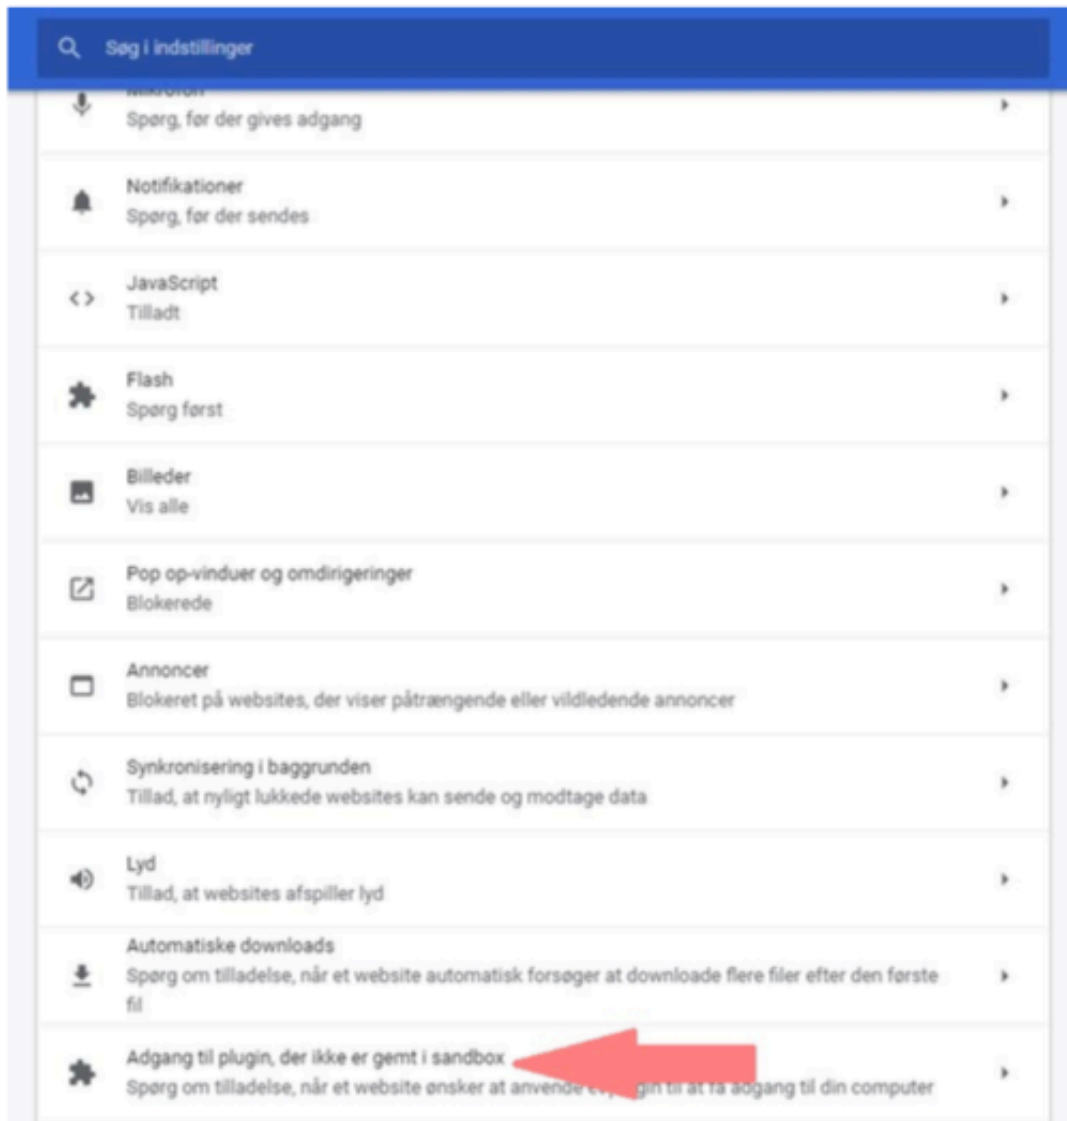 Søg i indstillinger
Mikrofon
Spørg, før der gives adgang
Notifikationer
Spørg, før der sendes
JavaScript
Tilladt
Flash
Spørg først
Billeder
Vis alle
Pop op-vinduer og omdirigeringer
Blokerede
Annoncer
Blokeret på websites, der viser påtrængende eller vildledende annoncer
Synkronisering i baggrunden
Tillad, at nyligt lukkede websites kan sende og modtage data
Lyd
Tillad, at websites afspiller lyd
Automatiske downloads
Spørg om tilladelse, når et website automatisk forsøger at downloade flere filer efter den første
fil
Adgang til plugin, der ikke er gemt i sandbox
Spørg om tilladelse, når et website ønsker at anvende til at få adgang til din computer